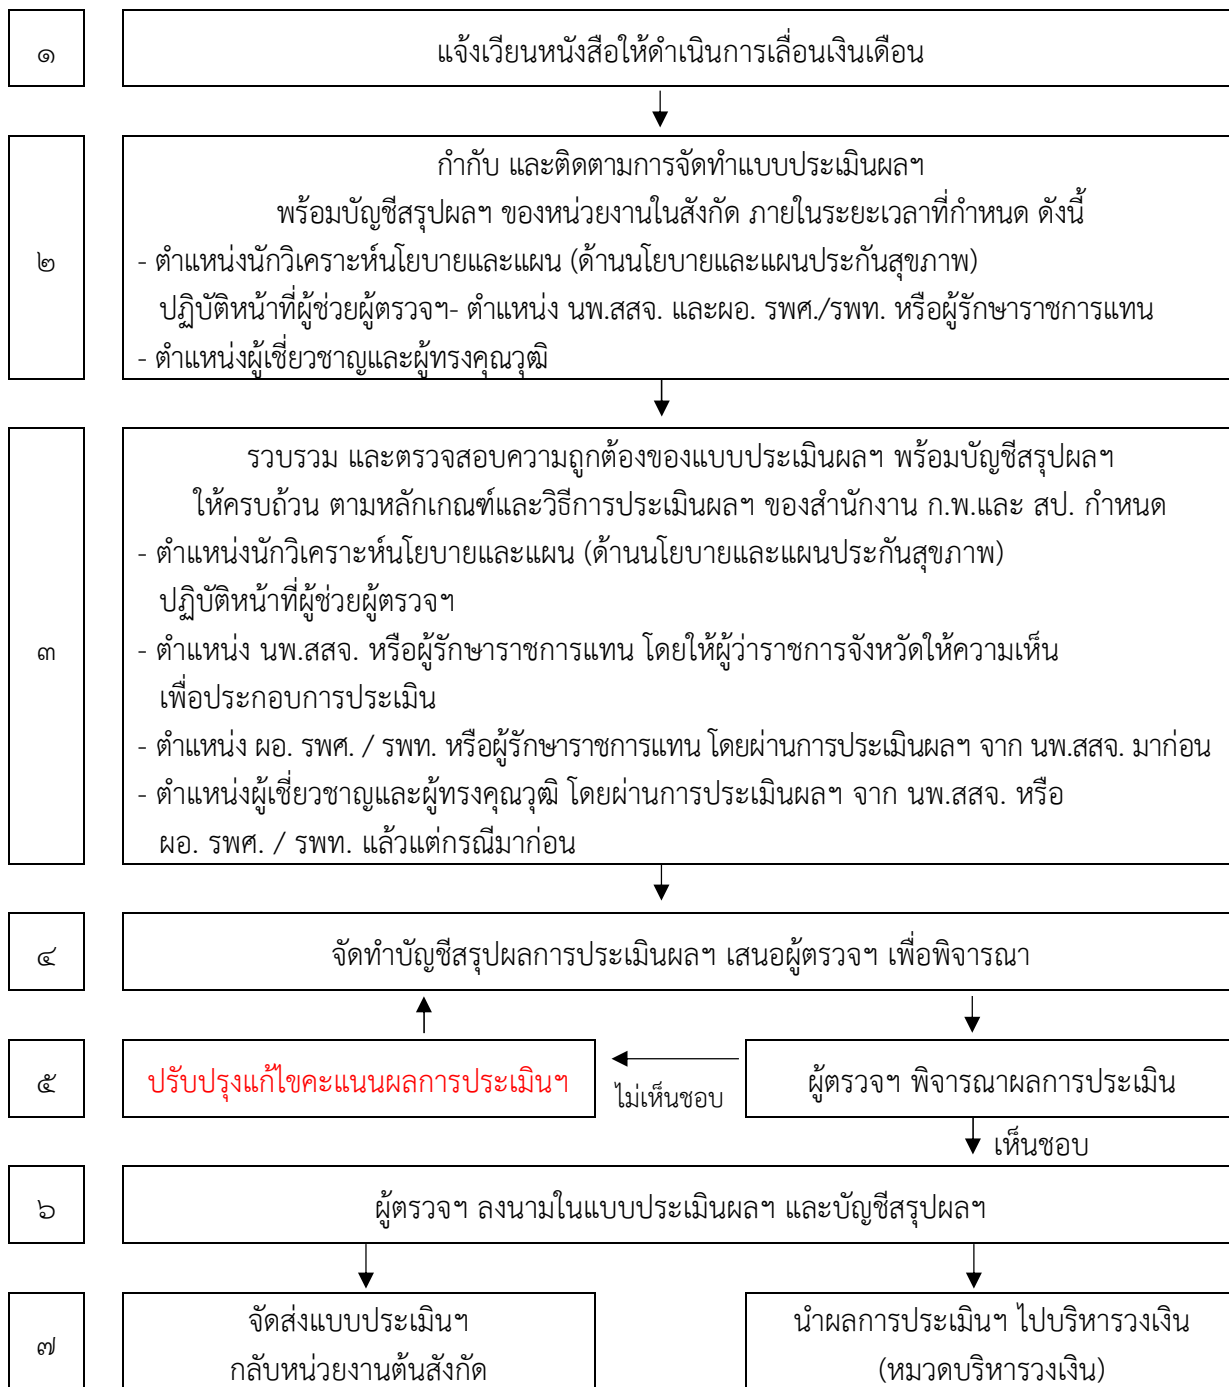 ๑
แจ้งเวียนหนังสือให้ดำเนินการเลื่อนเงินเดือน
๒
กำกับ และติดตามการจัดทำแบบประเมินผลฯ
พร้อมบัญชีสรุปผลฯ ของหน่วยงานในสังกัด ภายในระยะเวลาที่กำหนด ดังนี้
- ตำแหน่งนักวิเคราะห์นโยบายและแผน (ด้านนโยบายและแผนประกันสุขภาพ)
ปฏิบัติหน้าที่ผู้ช่วยผู้ตรวจฯ- ตำแหน่ง นพ.สสจ. และผอ. รพศ./รพท. หรือผู้รักษาราชการแทน
- ตำแหน่งผู้เชี่ยวชาญและผู้ทรงคุณวุฒิ
๓
รวบรวม และตรวจสอบความถูกต้องของแบบประเมินผลฯ พร้อมบัญชีสรุปผลฯ
ให้ครบถ้วน ตามหลักเกณฑ์และวิธีการประเมินผลฯ ของสำนักงาน ก.พ.และ สป. กำหนด
- ตำแหน่งนักวิเคราะห์นโยบายและแผน (ด้านนโยบายและแผนประกันสุขภาพ)
ปฏิบัติหน้าที่ผู้ช่วยผู้ตรวจฯ
- ตำแหน่ง นพ.สสจ. หรือผู้รักษาราชการแทน โดยให้ผู้ว่าราชการจังหวัดให้ความเห็น
เพื่อประกอบการประเมิน
- ตำแหน่ง ผอ. รพศ. / รพท. หรือผู้รักษาราชการแทน โดยผ่านการประเมินผลฯ จาก นพ.สสจ. มาก่อน
- ตำแหน่งผู้เชี่ยวชาญและผู้ทรงคุณวุฒิ โดยผ่านการประเมินผลฯ จาก นพ.สสจ. หรือ
ผอ. รพศ. / รพท. แล้วแต่กรณีมาก่อน
๔
จัดทำบัญชีสรุปผลการประเมินผลฯ เสนอผู้ตรวจฯ เพื่อพิจารณา
๕
ปรับปรุงแก้ไขคะแนนผลการประเมินฯ
ไม่เห็นชอบ
ผู้ตรวจฯ พิจารณาผลการประเมิน
เห็นชอบ
๖
ผู้ตรวจฯ ลงนามในแบบประเมินผลฯ และบัญชีสรุปผลฯ
๗
จัดส่งแบบประเมินฯ
กลับหน่วยงานต้นสังกัด
นำผลการประเมินฯ ไปบริหารวงเงิน
(หมวดบริหารวงเงิน)